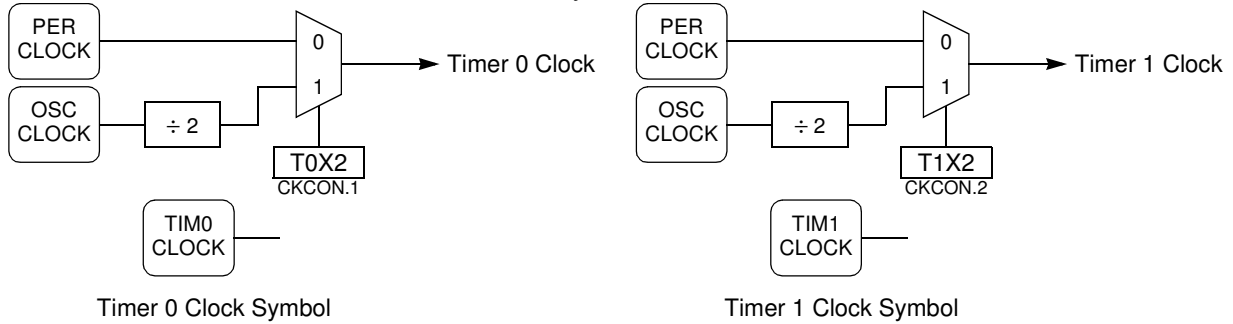 PER
CLOCK
0
Timer 0 Clock
1
OSC
CLOCK
÷ 2
T0X2
CKCON.1
TIM0
CLOCK
Timer 0 Clock Symbol
PER
CLOCK
0
Timer 1 Clock
1
OSC
CLOCK
÷ 2
T1X2
CKCON.2
TIM1
CLOCK
Timer 1 Clock Symbol